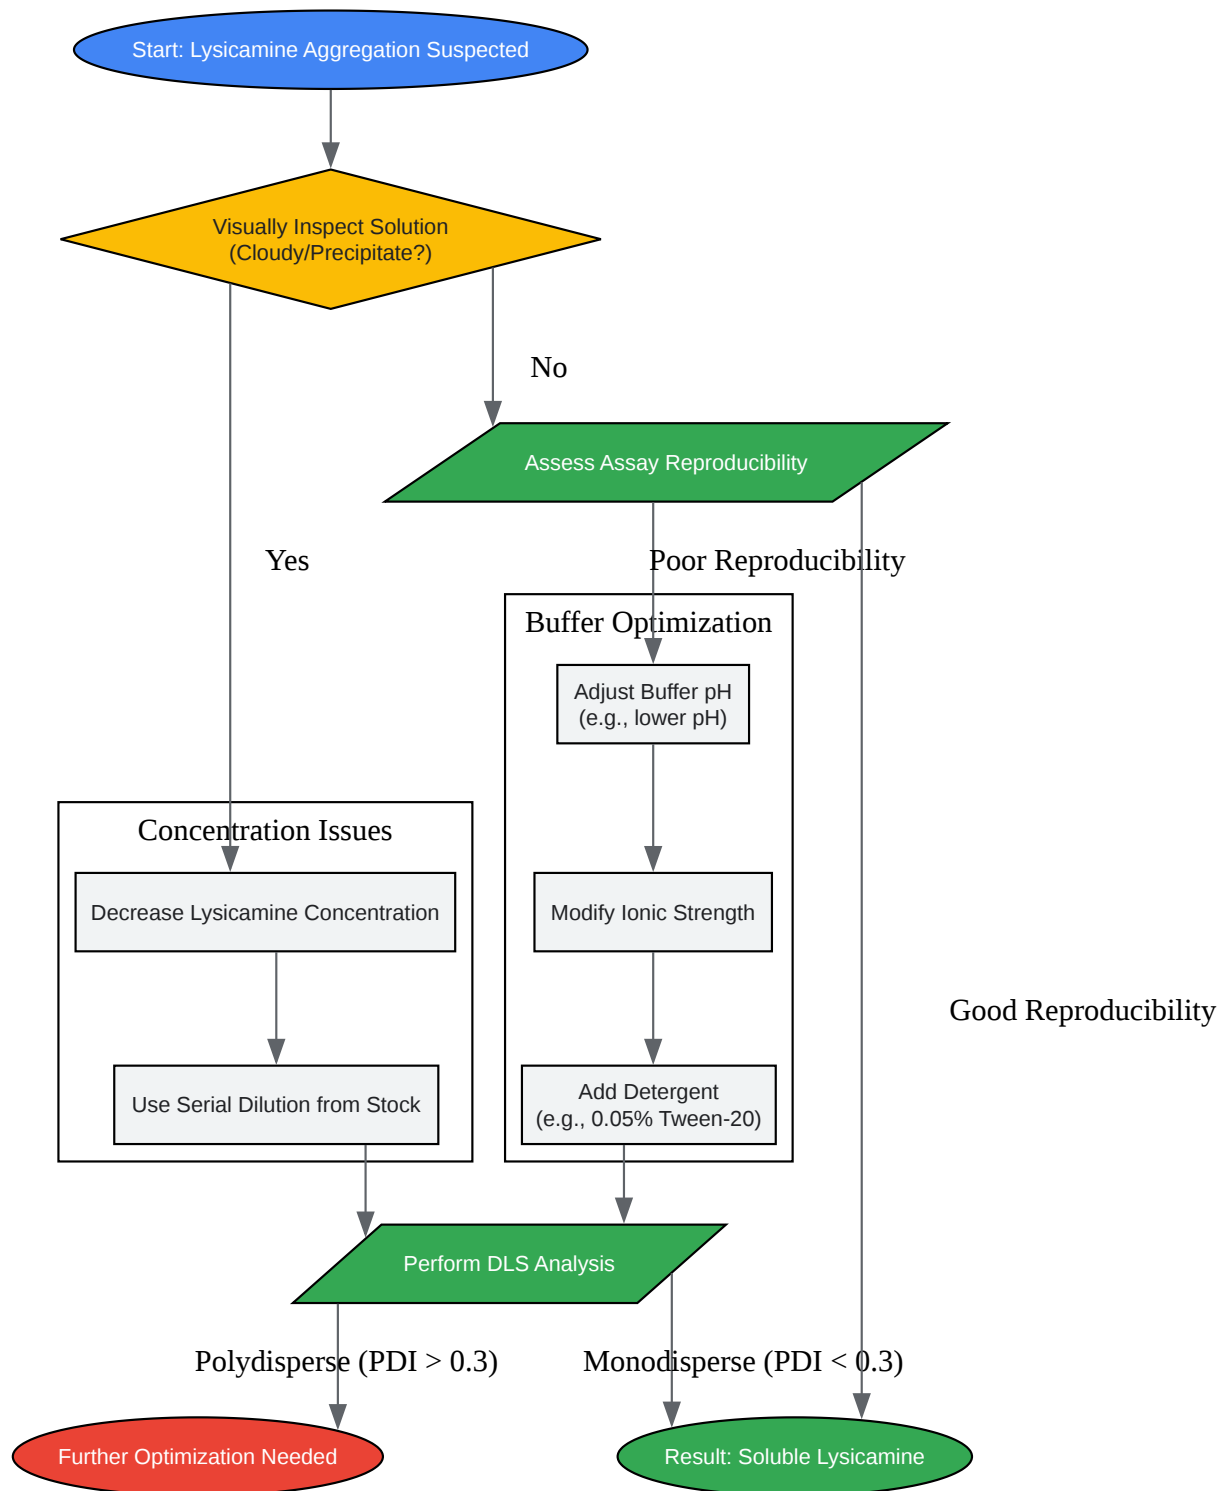 Start: Lysicamine Aggregation Suspected
Visually Inspect Solution
(Cloudy/Precipitate?)
No
Assess Assay Reproducibility
Yes
Poor Reproducibility
Buffer Optimization
Adjust Buffer pH
(e.g., lower pH)
Concentration Issues
Decrease Lysicamine Concentration
Modify Ionic Strength
Good Reproducibility
Use Serial Dilution from Stock
Add Detergent
(e.g., 0.05% Tween-20)
Perform DLS Analysis
Polydisperse (PDI > 0.3)
Monodisperse (PDI < 0.3)
Further Optimization Needed
Result: Soluble Lysicamine